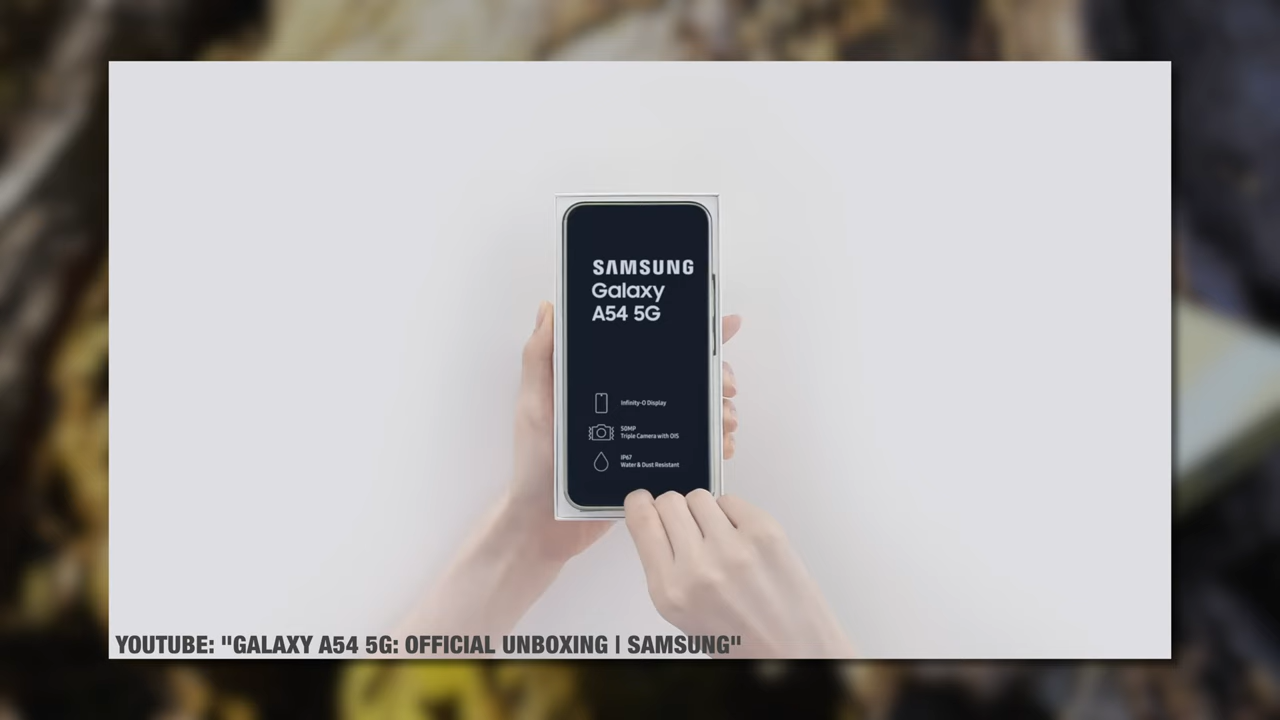 SAMSUNG
Galaxy
A54 5G
Infinity-O Display
50MP
Triple Camera with OIS
IP67
Water & Dust Resistant
YOUTUBE: "GALAXY A54 5G: OFFICIAL UNBOXING | SAMSUNG"